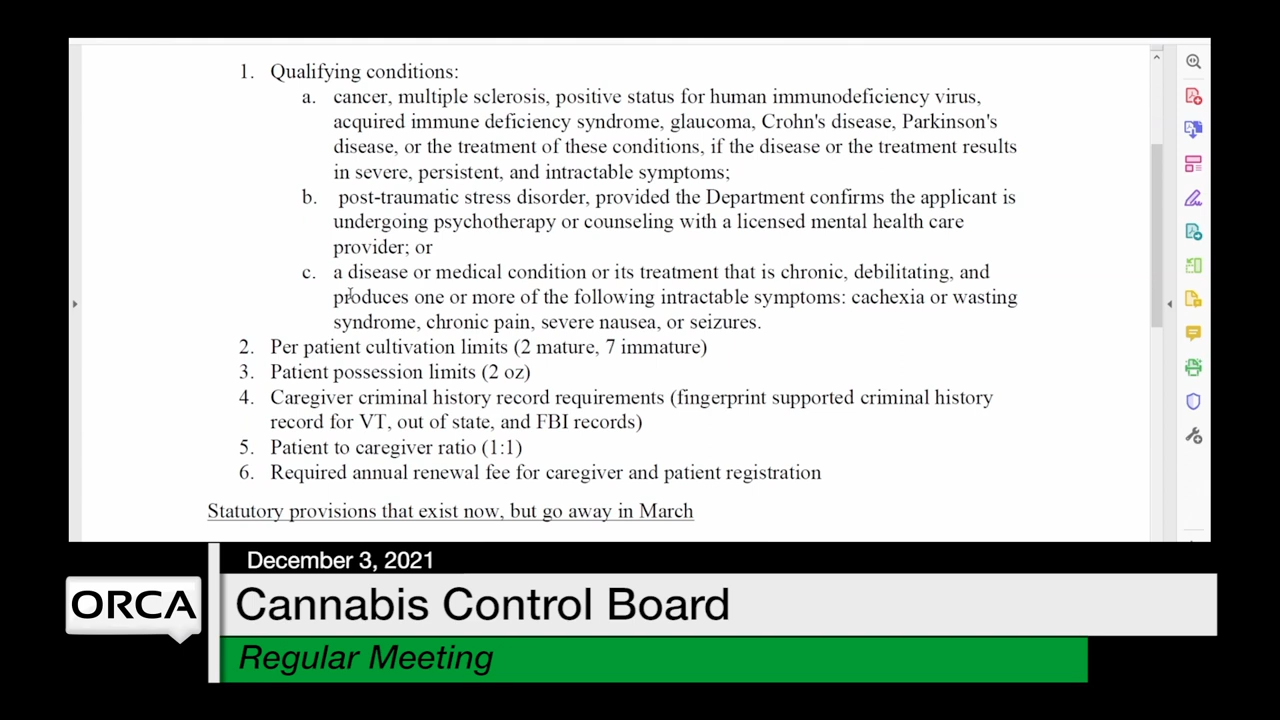 1. Qualifying conditions:
a. cancer, multiple sclerosis, positive status for human immunodeficiency virus,
acquired immune deficiency syndrome, glaucoma, Crohn's disease, Parkinson's
disease, or the treatment of these conditions, if the disease or the treatment results
in severe, persistent, and intractable symptoms;
b. post-traumatic stress disorder, provided the Department confirms the applicant is
undergoing psychotherapy or counseling with a licensed mental health care
provider; or
c. a disease or medical condition or its treatment that is chronic, debilitating, and
produces one or more of the following intractable symptoms: cachexia or wasting
syndrome, chronic pain, severe nausea, or seizures.
2. Per patient cultivation limits (2 mature, 7 immature)
3. Patient possession limits (2 oz)
4. Caregiver criminal history record requirements (fingerprint supported criminal history
record for VT, out of state, and FBI records)
5. Patient to caregiver ratio (1:1)
6. Required annual renewal fee for caregiver and patient registration
Statutory provisions that exist now, but go away in March
December 3, 2021
ORCA
Cannabis Control Board
Regular Meeting